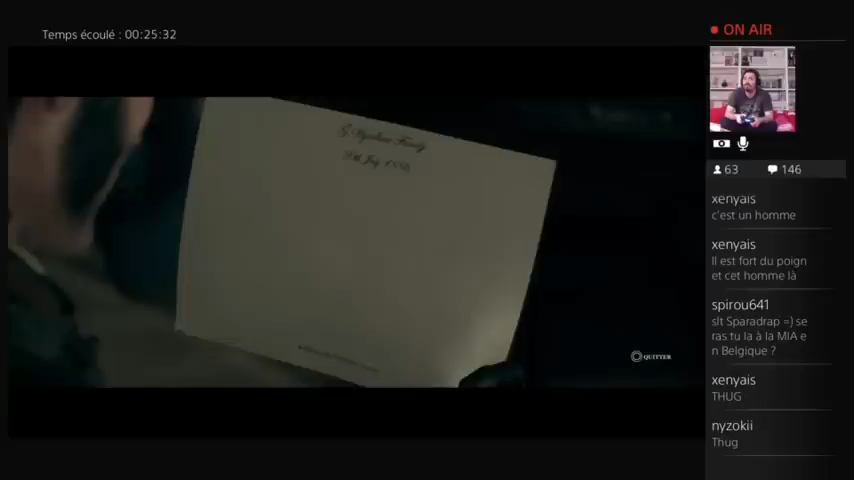 Temps écoulé : 00:25:32
ON AIR
63
146
xenyais
c'est un homme
xenyais
Il est fort du poign
et cet homme là
spirou641
slt Sparadrap =) se
ras tu la à la MIA e
n Belgique ?
xenyais
THUG
nyzokii
Thug
Family
QUITTER